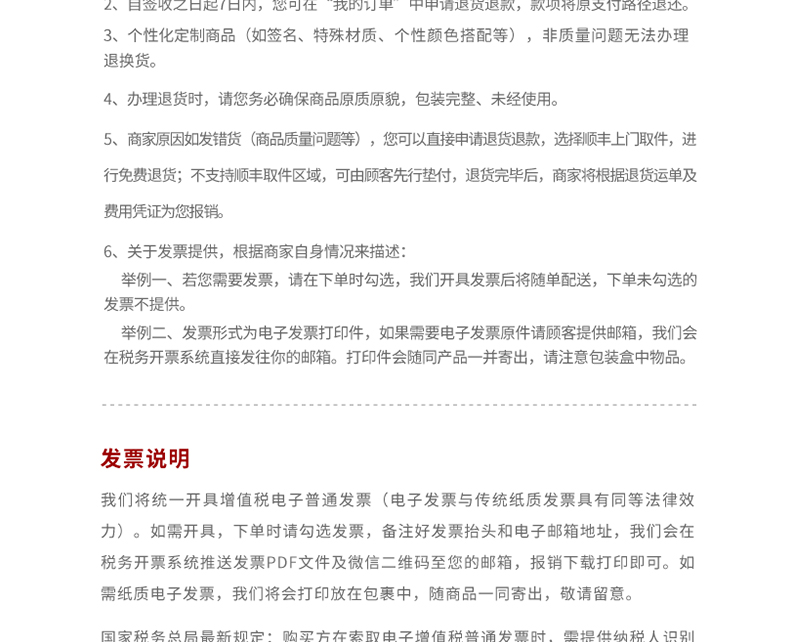 2、自签收之日起7日内，您可在“我的订单”中申请退货退款，款项将原支付路径退还。
3、个性化定制商品（如签名、特殊材质、个性颜色搭配等），非质量问题无法办理
退换货。
4、办理退货时，请您务必确保商品原质原貌，包装完整、未经使用。
5、商家原因如发错货（商品质量问题等），您可以直接申请退货退款，选择顺丰上门取件，进
行免费退货；不支持顺丰取件区域，可由顾客先行垫付，退货完毕后，商家将根据退货运单及
费用凭证为您报销。
6、关于发票提供，根据商家自身情况来描述：
举例一、若您需要发票，请在下单时勾选，我们开具发票后将随单配送，下单未勾选的
发票不提供。
举例二、发票形式为电子发票打印件，如果需要电子发票原件请顾客提供邮箱，我们会
在税务开票系统直接发往你的邮箱。打印件会随同产品一并寄出，请注意包装盒中物品。
发票说明
我们将统一开具增值税电子普通发票（电子发票与传统纸质发票具有同等法律效
力）。如需开具，下单时请勾选发票，备注好发票抬头和电子邮箱地址，我们会在
税务开票系统推送发票PDF文件及微信二维码至您的邮箱，报销下载打印即可。如
需纸质电子发票，我们将会打印放在包裹中，随商品一同寄出，敬请留意。
国家税务总局最新规定：购买方在索取电子增值税普通发票时，需提供纳税人识别